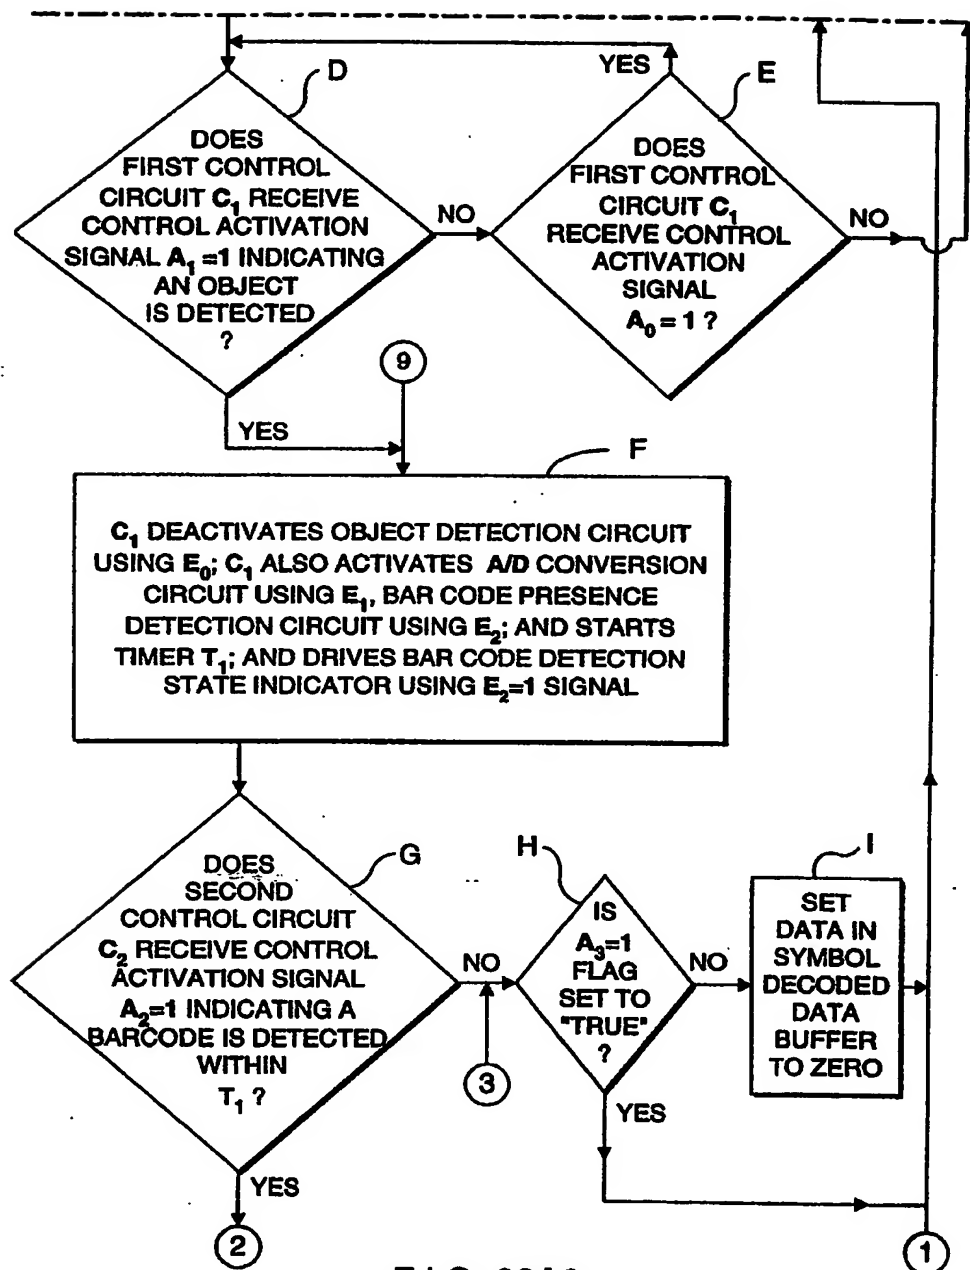 D
YES
E
DOES
FIRST CONTROL
CIRCUIT C₁ RECEIVE
CONTROL ACTIVATION
SIGNAL A₁ =1 INDICATING
AN OBJECT
IS DETECTED
?
NO
DOES
FIRST CONTROL
CIRCUIT C₁
RECEIVE CONTROL
ACTIVATION
SIGNAL
A₀ = 1 ?
NO
9
YES
F
C₁ DEACTIVATES OBJECT DETECTION CIRCUIT
USING E₀; C₁ ALSO ACTIVATES A/D CONVERSION
CIRCUIT USING E₁, BAR CODE PRESENCE
DETECTION CIRCUIT USING E₂; AND STARTS
TIMER T₁; AND DRIVES BAR CODE DETECTION
STATE INDICATOR USING E₂=1 SIGNAL
G
DOES
SECOND
CONTROL CIRCUIT
C₂ RECEIVE CONTROL
ACTIVATION SIGNAL
A₂=1 INDICATING A
BARCODE IS DETECTED
WITHIN
T₁ ?
NO
3
H
IS
A₃=1
FLAG
SET TO
"TRUE"
?
NO
I
SET
DATA IN
SYMBOL
DECODED
DATA
BUFFER
TO ZERO
YES
YES
2
1